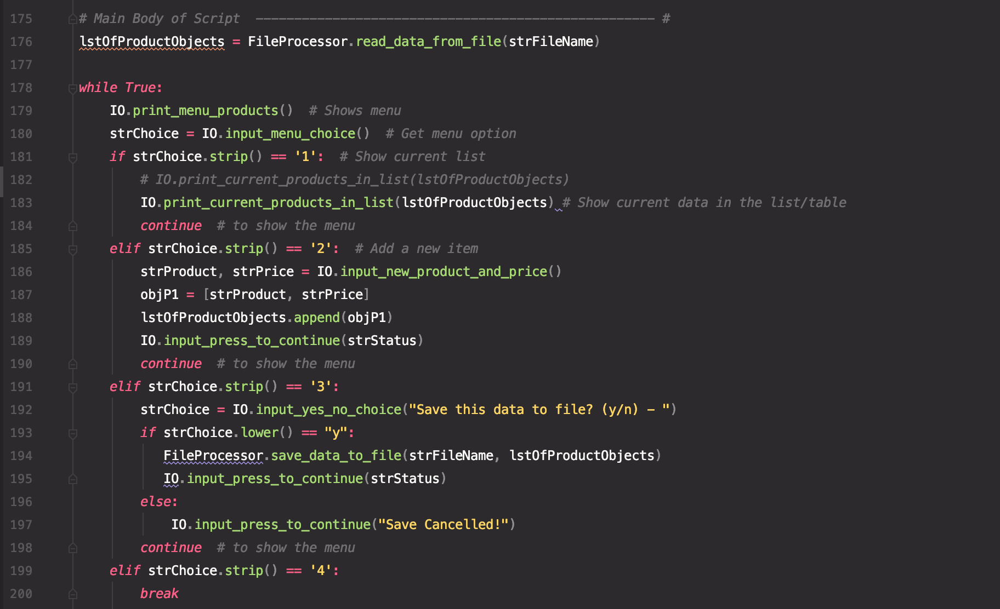 175 # Main Body of Script ---------------------------------------------------- #
176 lstOfProductObjects = FileProcessor.read_data_from_file(strFileName)
177
178 while True:
179     IO.print_menu_products()  # Shows menu
180     strChoice = IO.input_menu_choice()  # Get menu option
181     if strChoice.strip() == '1':  # Show current list
182         # IO.print_current_products_in_list(lstOfProductObjects)
183         IO.print_current_products_in_list(lstOfProductObjects) # Show current data in the list/table
184         continue  # to show the menu
185     elif strChoice.strip() == '2':  # Add a new item
186         strProduct, strPrice = IO.input_new_product_and_price()
187         objP1 = [strProduct, strPrice]
188         lstOfProductObjects.append(objP1)
189         IO.input_press_to_continue(strStatus)
190         continue  # to show the menu
191     elif strChoice.strip() == '3':
192         strChoice = IO.input_yes_no_choice("Save this data to file? (y/n) - ")
193         if strChoice.lower() == "y":
194            FileProcessor.save_data_to_file(strFileName, lstOfProductObjects)
195            IO.input_press_to_continue(strStatus)
196         else:
197             IO.input_press_to_continue("Save Cancelled!")
198         continue  # to show the menu
199     elif strChoice.strip() == '4':
200         break